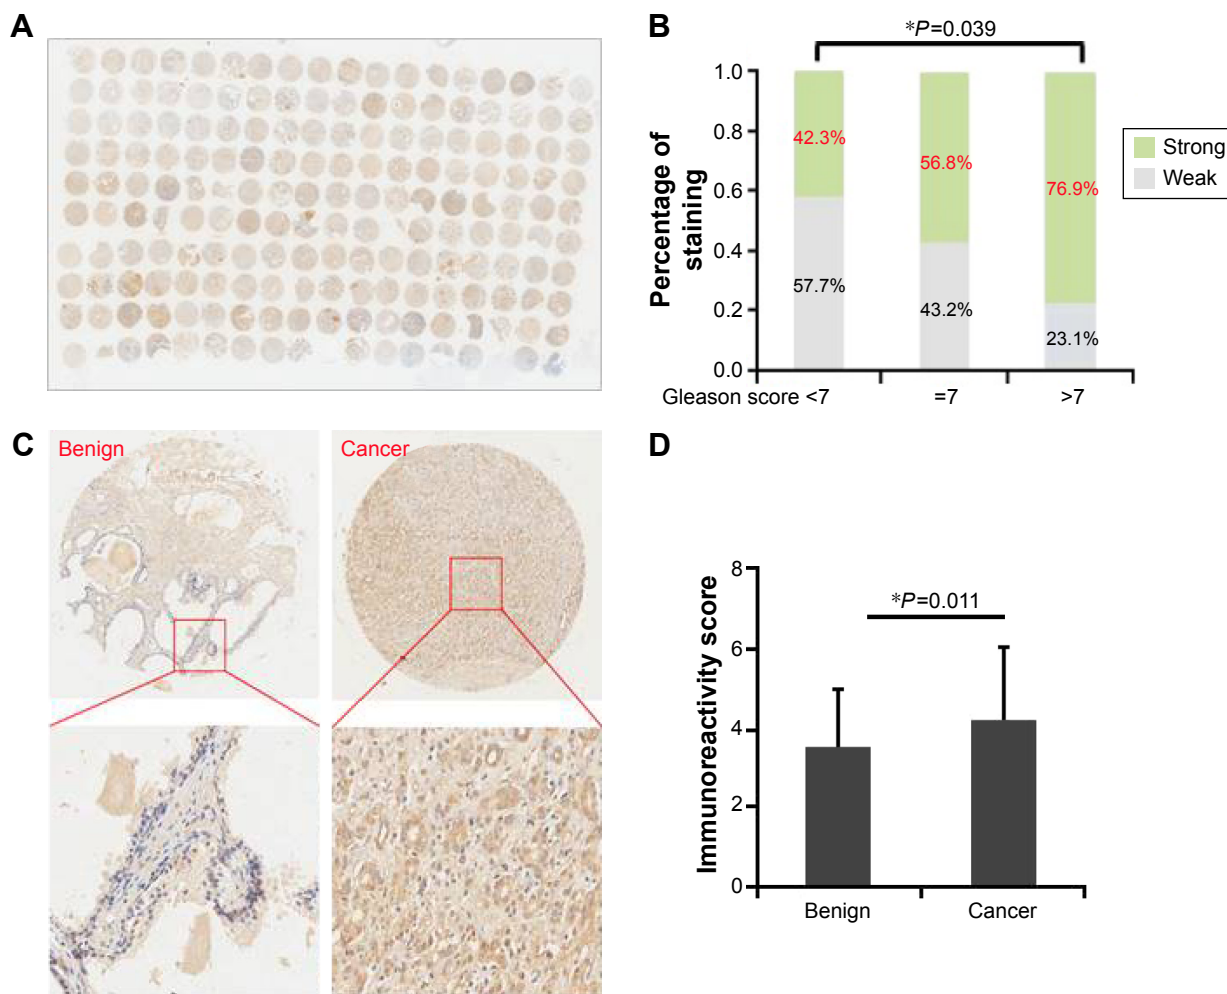 A
B
*P=0.039
1.0
0.8
0.6
0.4
0.2
0.0
Percentage of
staining
42.3%
56.8%
76.9%
57.7%
43.2%
23.1%
Strong
Weak
Gleason score <7
=7
>7
C
Benign
Cancer
D
*P=0.011
8
6
4
2
0
Immunoreactivity score
Benign
Cancer